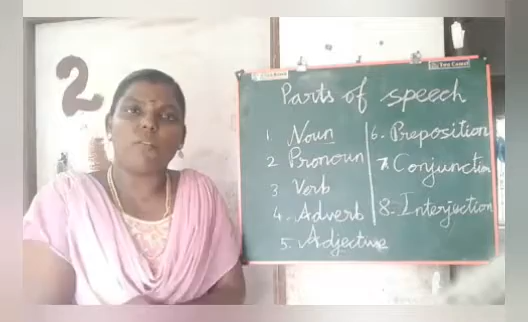 2
Parts of speech
1 Noun
2 Pronoun
3 Verb
4. Adverb
5. Adjective
6. Preposition
7. Conjunction
8. Interjection